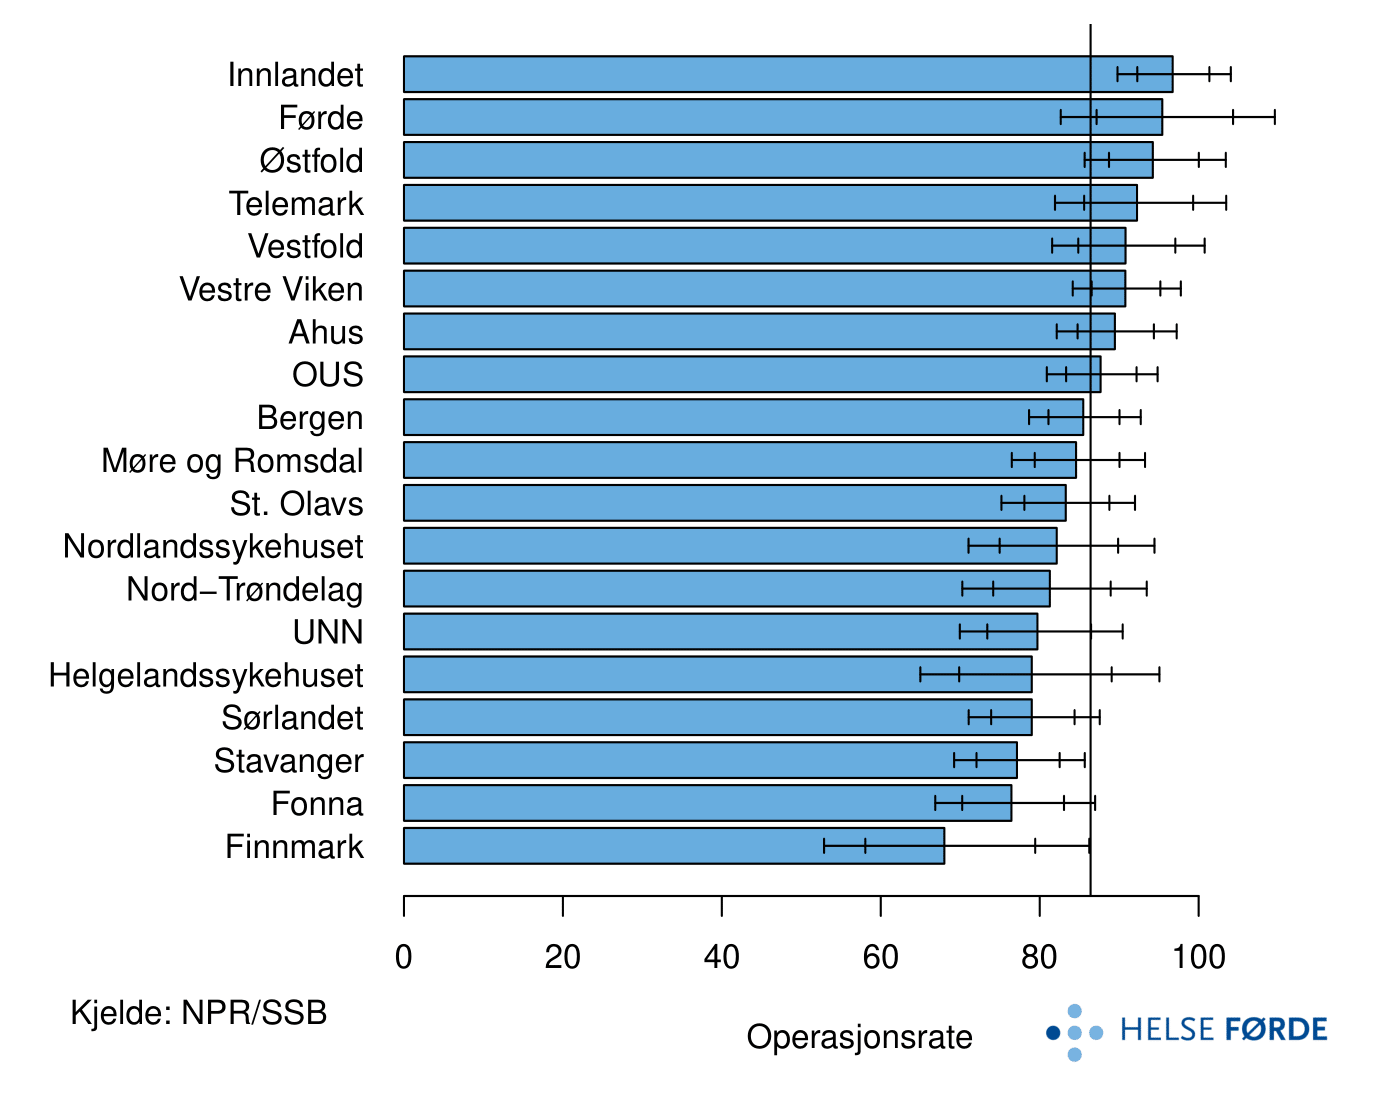 Innlandet
Førde
Østfold
Telemark
Vestfold
Vestre Viken
Ahus
OUS
Bergen
Møre og Romsdal
St. Olavs
Nordlandssykehuset
Nord−Trøndelag
UNN
Helgelandssykehuset
Sørlandet
Stavanger
Fonna
Finnmark
0 20 40 60 80 100
Kjelde: NPR/SSB
Operasjonsrate
HELSE FØRDE